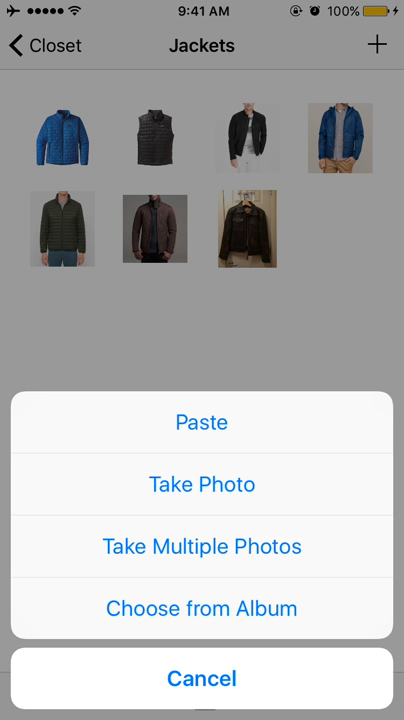 9:41 AM
100%
Closet
Jackets
Paste
Take Photo
Take Multiple Photos
Choose from Album
Cancel